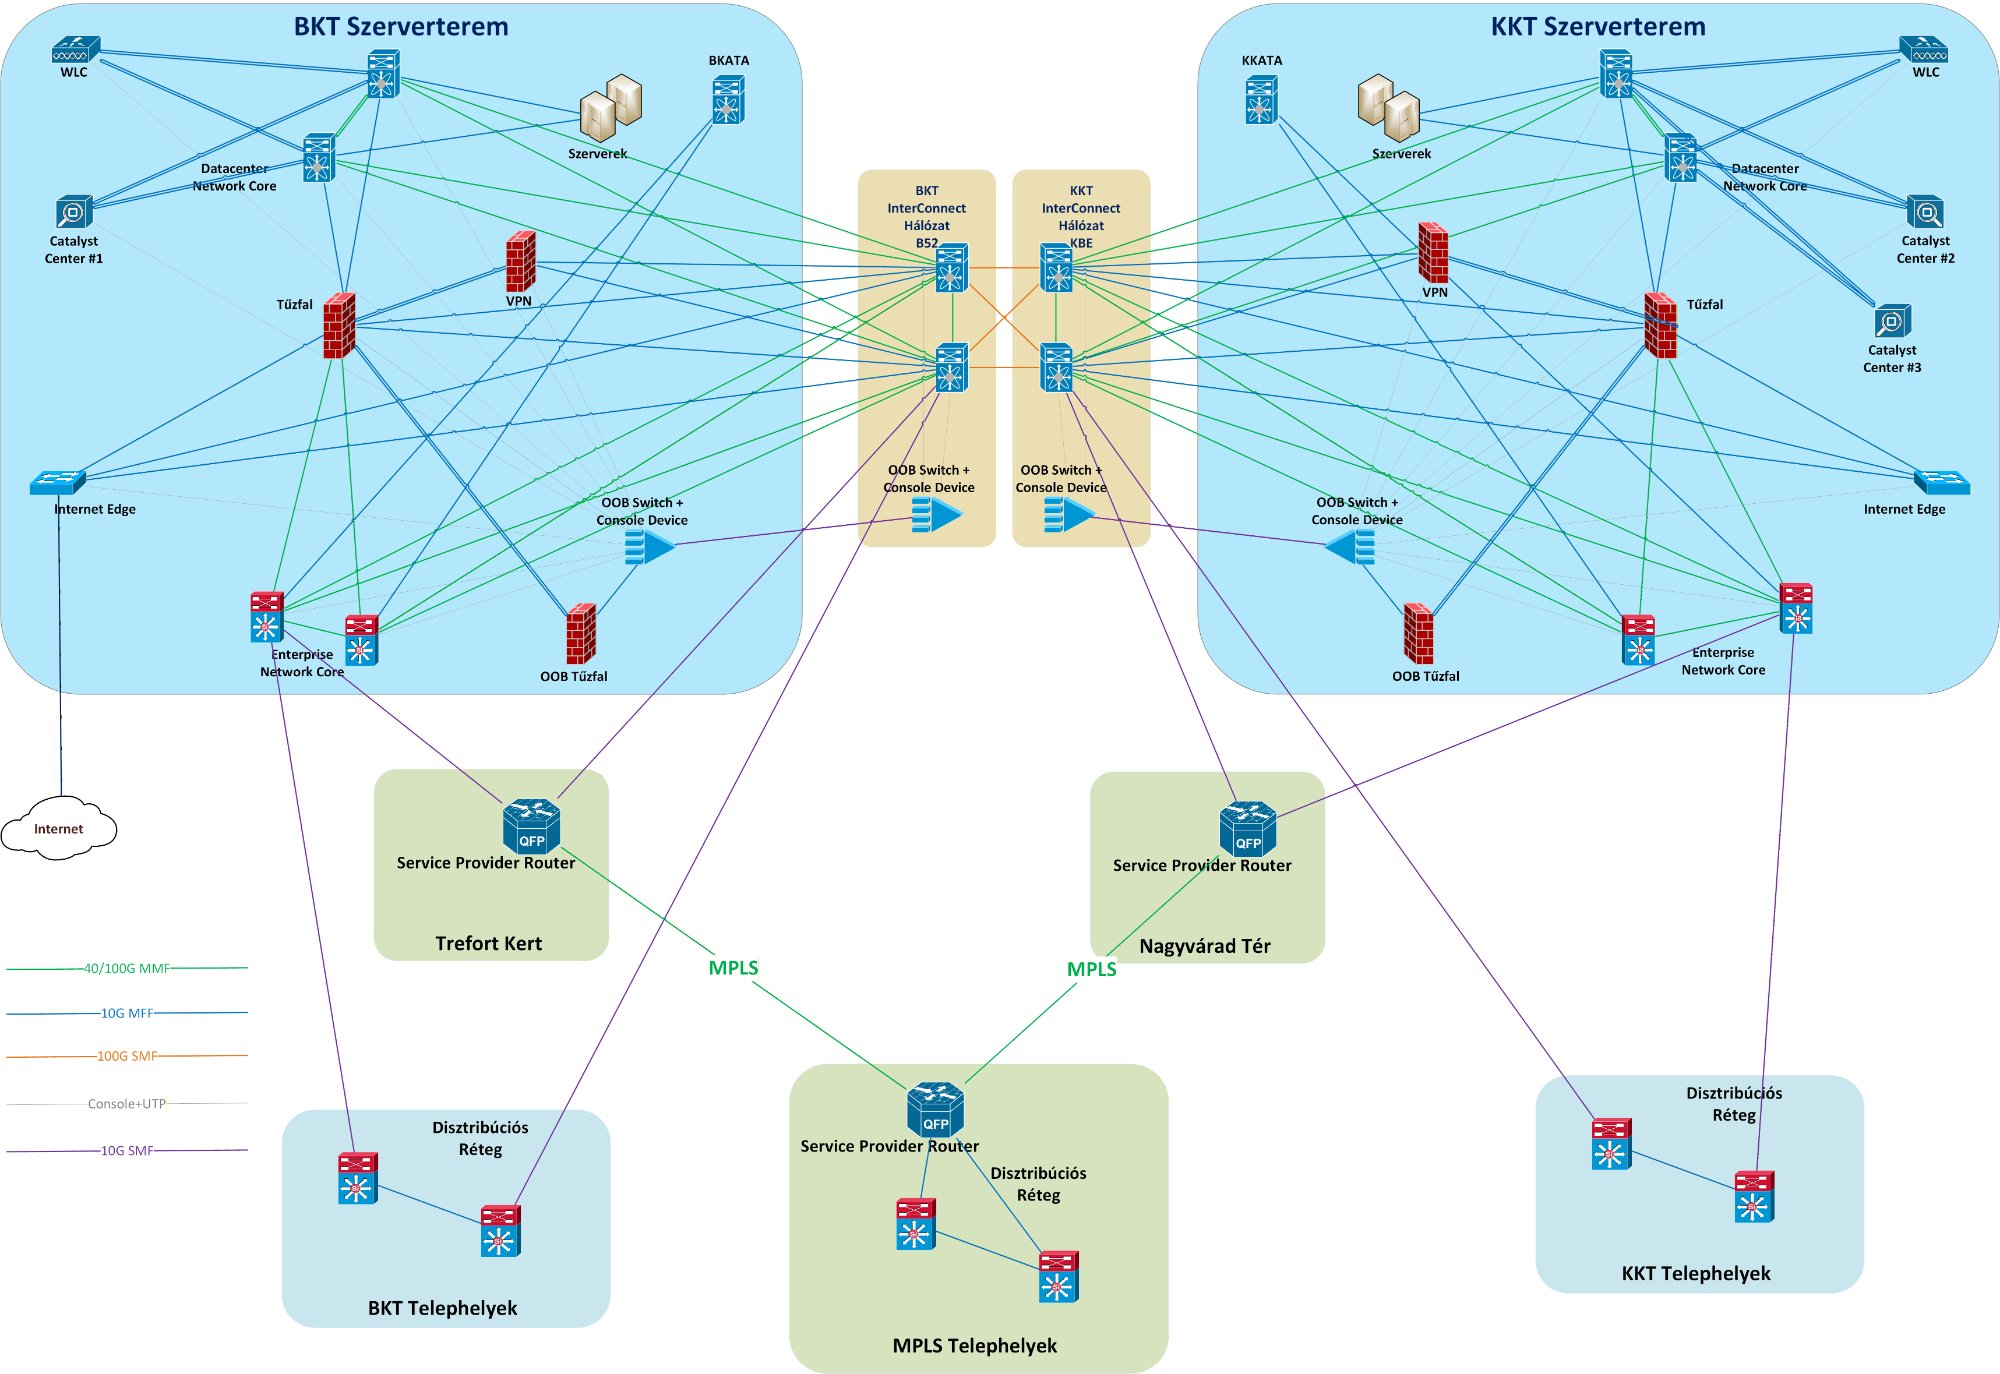 BKT Szerverterem
WLC
BKATA
Szerverek
Datacenter
Network Core
Catalyst
Center #1
VPN
Tűzfal
Internet Edge
OOB Switch +
Console Device
Enterprise
Network Core
OOB Tűzfal
BKT
InterConnect
Hálózat
B52
OOB Switch +
Console Device
KKT
InterConnect
Hálózat
KBE
OOB Switch +
Console Device
KKT Szerverterem
KKATA
WLC
Szerverek
Datacenter
Network Core
Catalyst
Center #2
VPN
Tűzfal
Catalyst
Center #3
OOB Switch +
Console Device
Internet Edge
Enterprise
Network Core
OOB Tűzfal
Internet
QFP
Service Provider Router
Trefort Kert
QFP
Service Provider Router
Nagyvárad Tér
MPLS
MPLS
40/100G MMF
10G MFF
100G SMF
Console+UTP
10G SMF
Disztribúciós
Réteg
BKT Telephelyek
QFP
Service Provider Router
Disztribúciós
Réteg
MPLS Telephelyek
Disztribúciós
Réteg
KKT Telephelyek